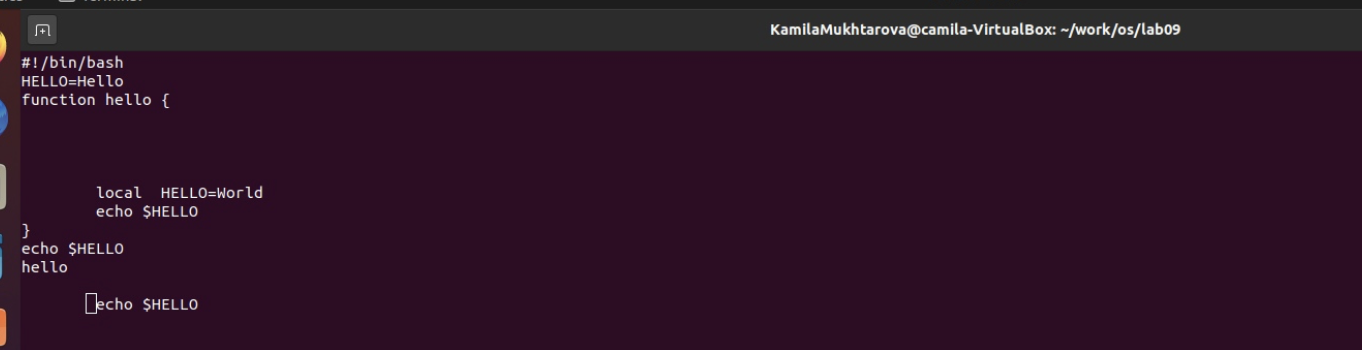 KamilaMukhtarova@camila-VirtualBox: ~/work/os/lab09
#!/bin/bash
HELLO=Hello
function hello {
local  HELLO=World
echo $HELLO
}
echo $HELLO
hello
echo $HELLO